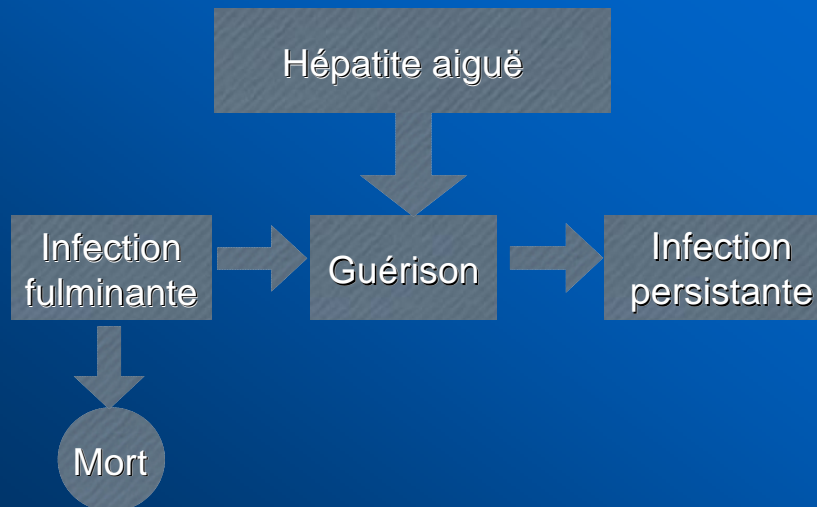 Hépatite aiguë
Infection
fulminante
Guérison
Infection
persistante
Mort